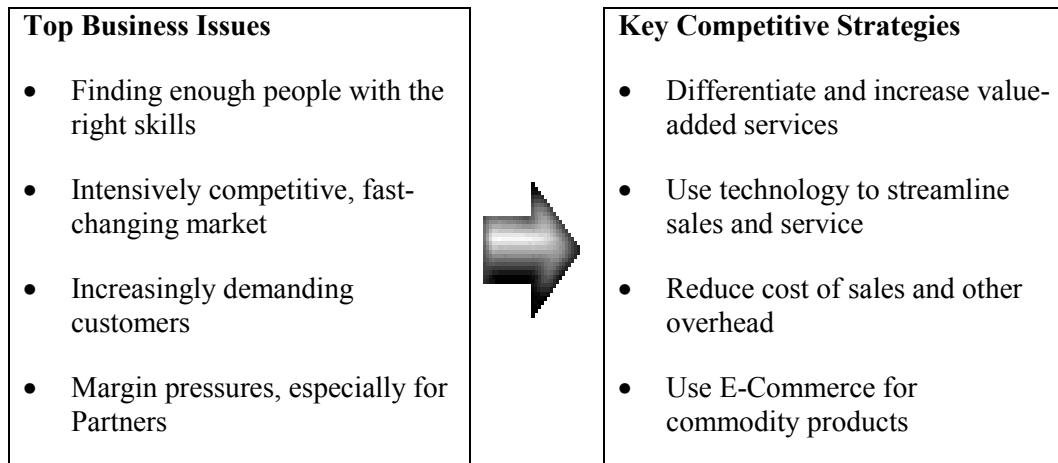 Top Business Issues
• Finding enough people with the
right skills
• Intensively competitive, fast-
changing market
• Increasingly demanding
customers
• Margin pressures, especially for
Partners
Key Competitive Strategies
• Differentiate and increase value-
added services
• Use technology to streamline
sales and service
• Reduce cost of sales and other
overhead
• Use E-Commerce for
commodity products